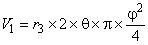 V₁ = r₃ × 2 × θ × π × φ²/4